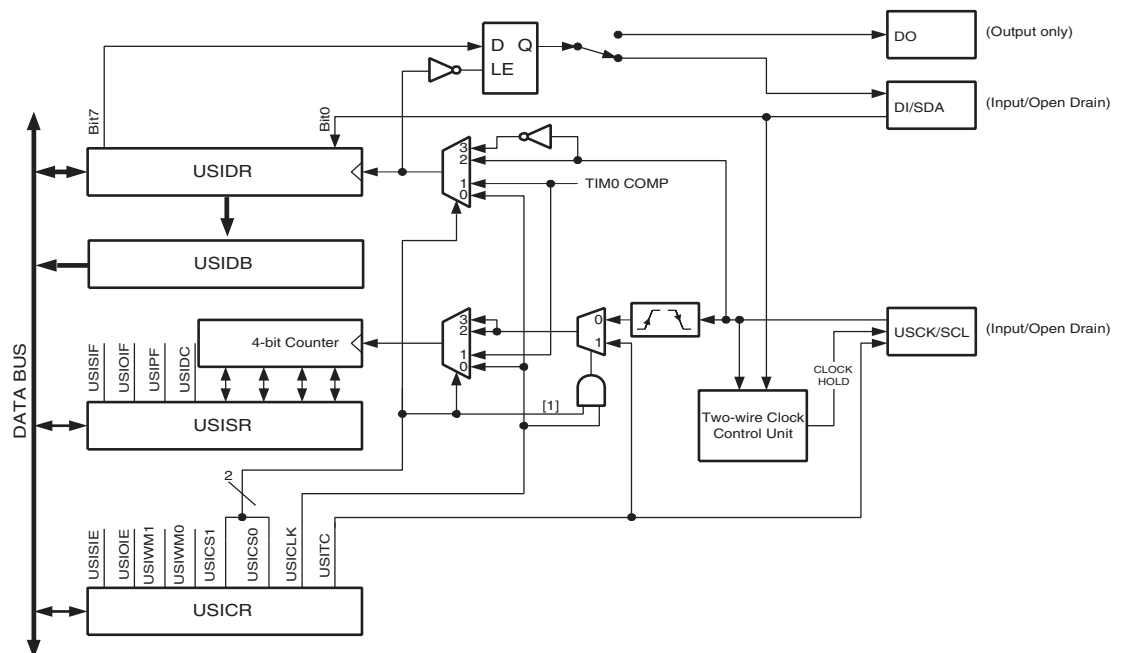 D Q
LE
DO
(Output only)
DI/SDA
(Input/Open Drain)
Bit7
Bit0
USIDR
3
2
1
0
TIM0 COMP
USIDB
DATA BUS
4-bit Counter
3
2
1
0
0
1
USCK/SCL
(Input/Open Drain)
CLOCK
HOLD
Two-wire Clock
Control Unit
[1]
USISIF
USIOIF
USIPF
USIDC
USISR
2
USISIE
USIOIE
USIWM1
USIWM0
USICS1
USICS0
USICLK
USITC
USICR